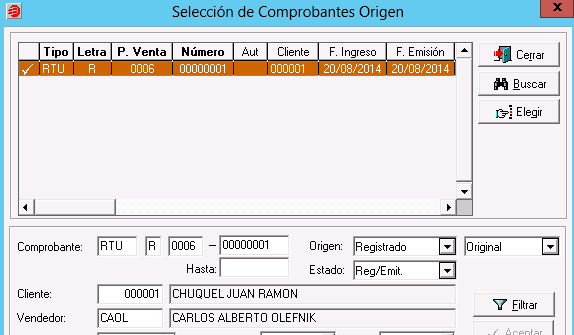 Selección de Comprobantes Origen
X
Tipo Letra P. Venta Número Aut Cliente F. Ingreso F. Emisión
RTU R 0006 00000001 000001 20/08/2014 20/08/2014
Cerrar
Buscar
Elegir
Comprobante: RTU R 0006 – 00000001 Origen: Registrado Original
Hasta: Estado: Reg/Emit.
Cliente: 000001 CHUQUEL JUAN RAMON Filtrar
Vendedor: CAOL CARLOS ALBERTO OLEFNIK Aceptar